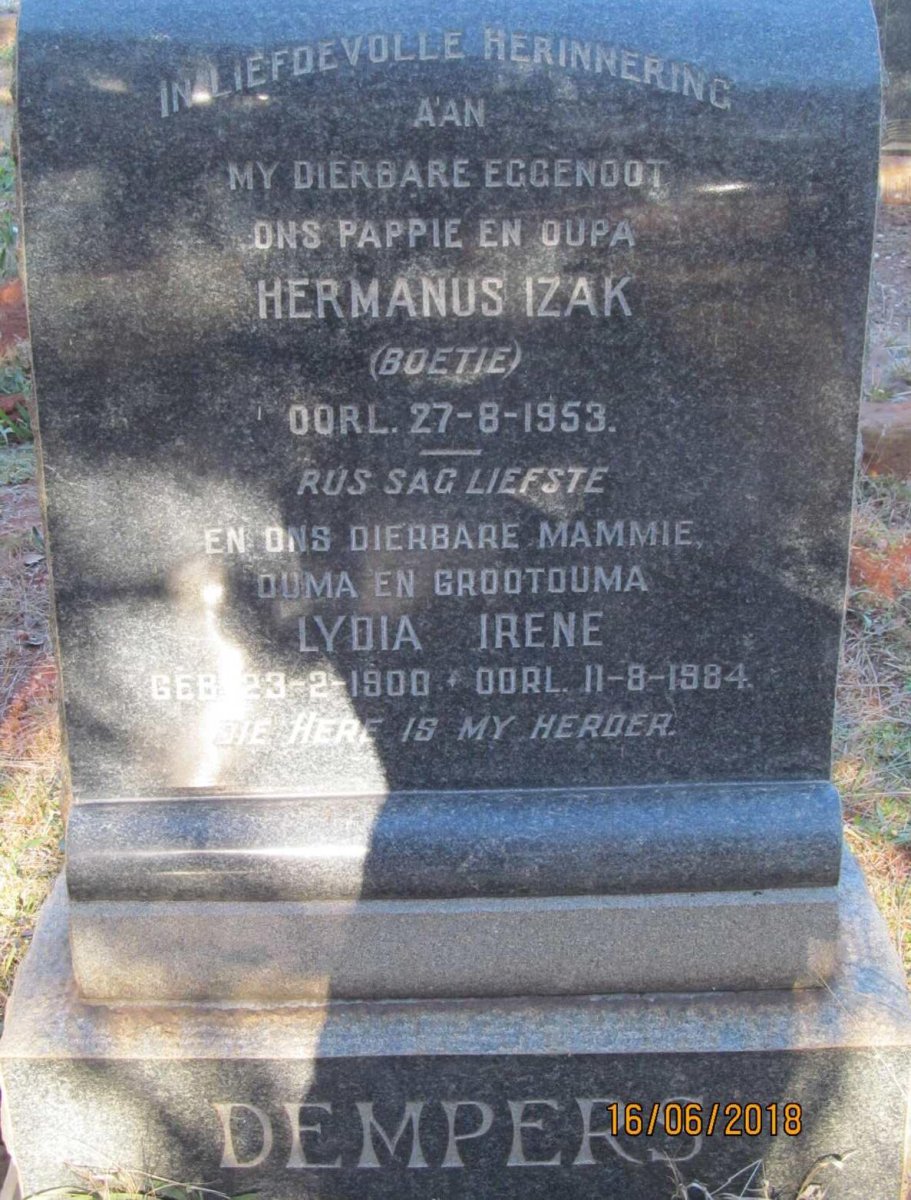 IN LIEFDEVOLLE HERINNERING
AAN
MY DIERBARE EGGENOOT
ONS PAPPIE EN OUPA
HERMANUS IZAK
(BOETIE)
OORL. 27-8-1953.
RUS SAG LIEFSTE
EN ONS DIERBARE MAMMIE,
OUMA EN GROOTOUMA
LYDIA IRENE
GEB. 23-2-1900 + OORL. 11-8-1984.
DIE HERE IS MY HERDER.
DEMPERS
16/06/2018